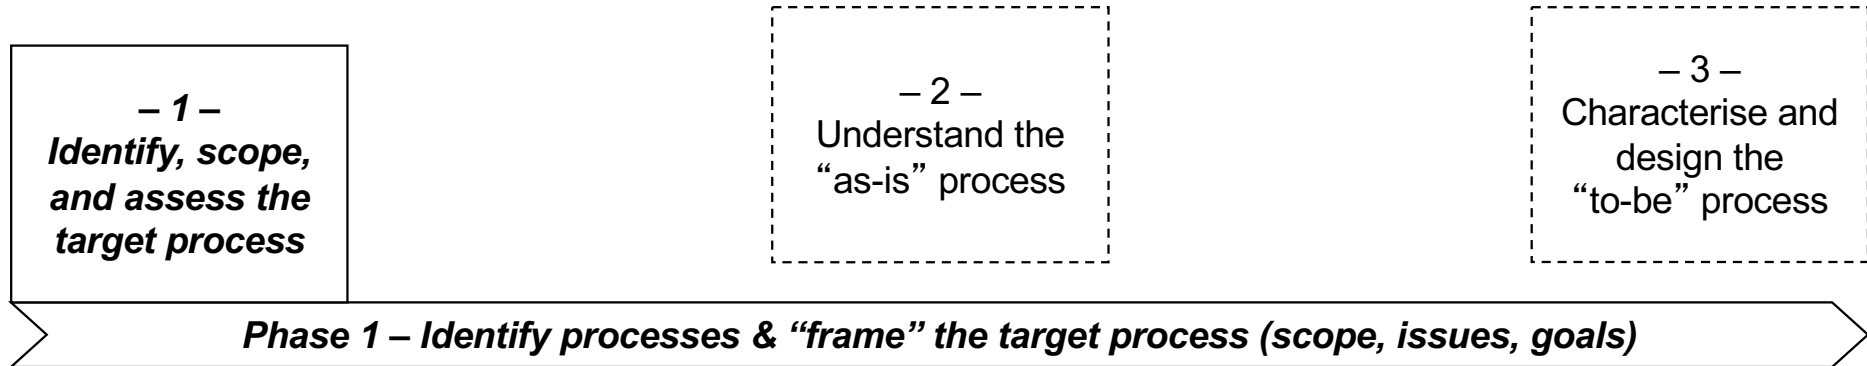 – 1 –
Identify, scope,
and assess the
target process
– 2 –
Understand the
“as-is” process
– 3 –
Characterise and
design the
“to-be” process
Phase 1 – Identify processes & “frame” the target process (scope, issues, goals)